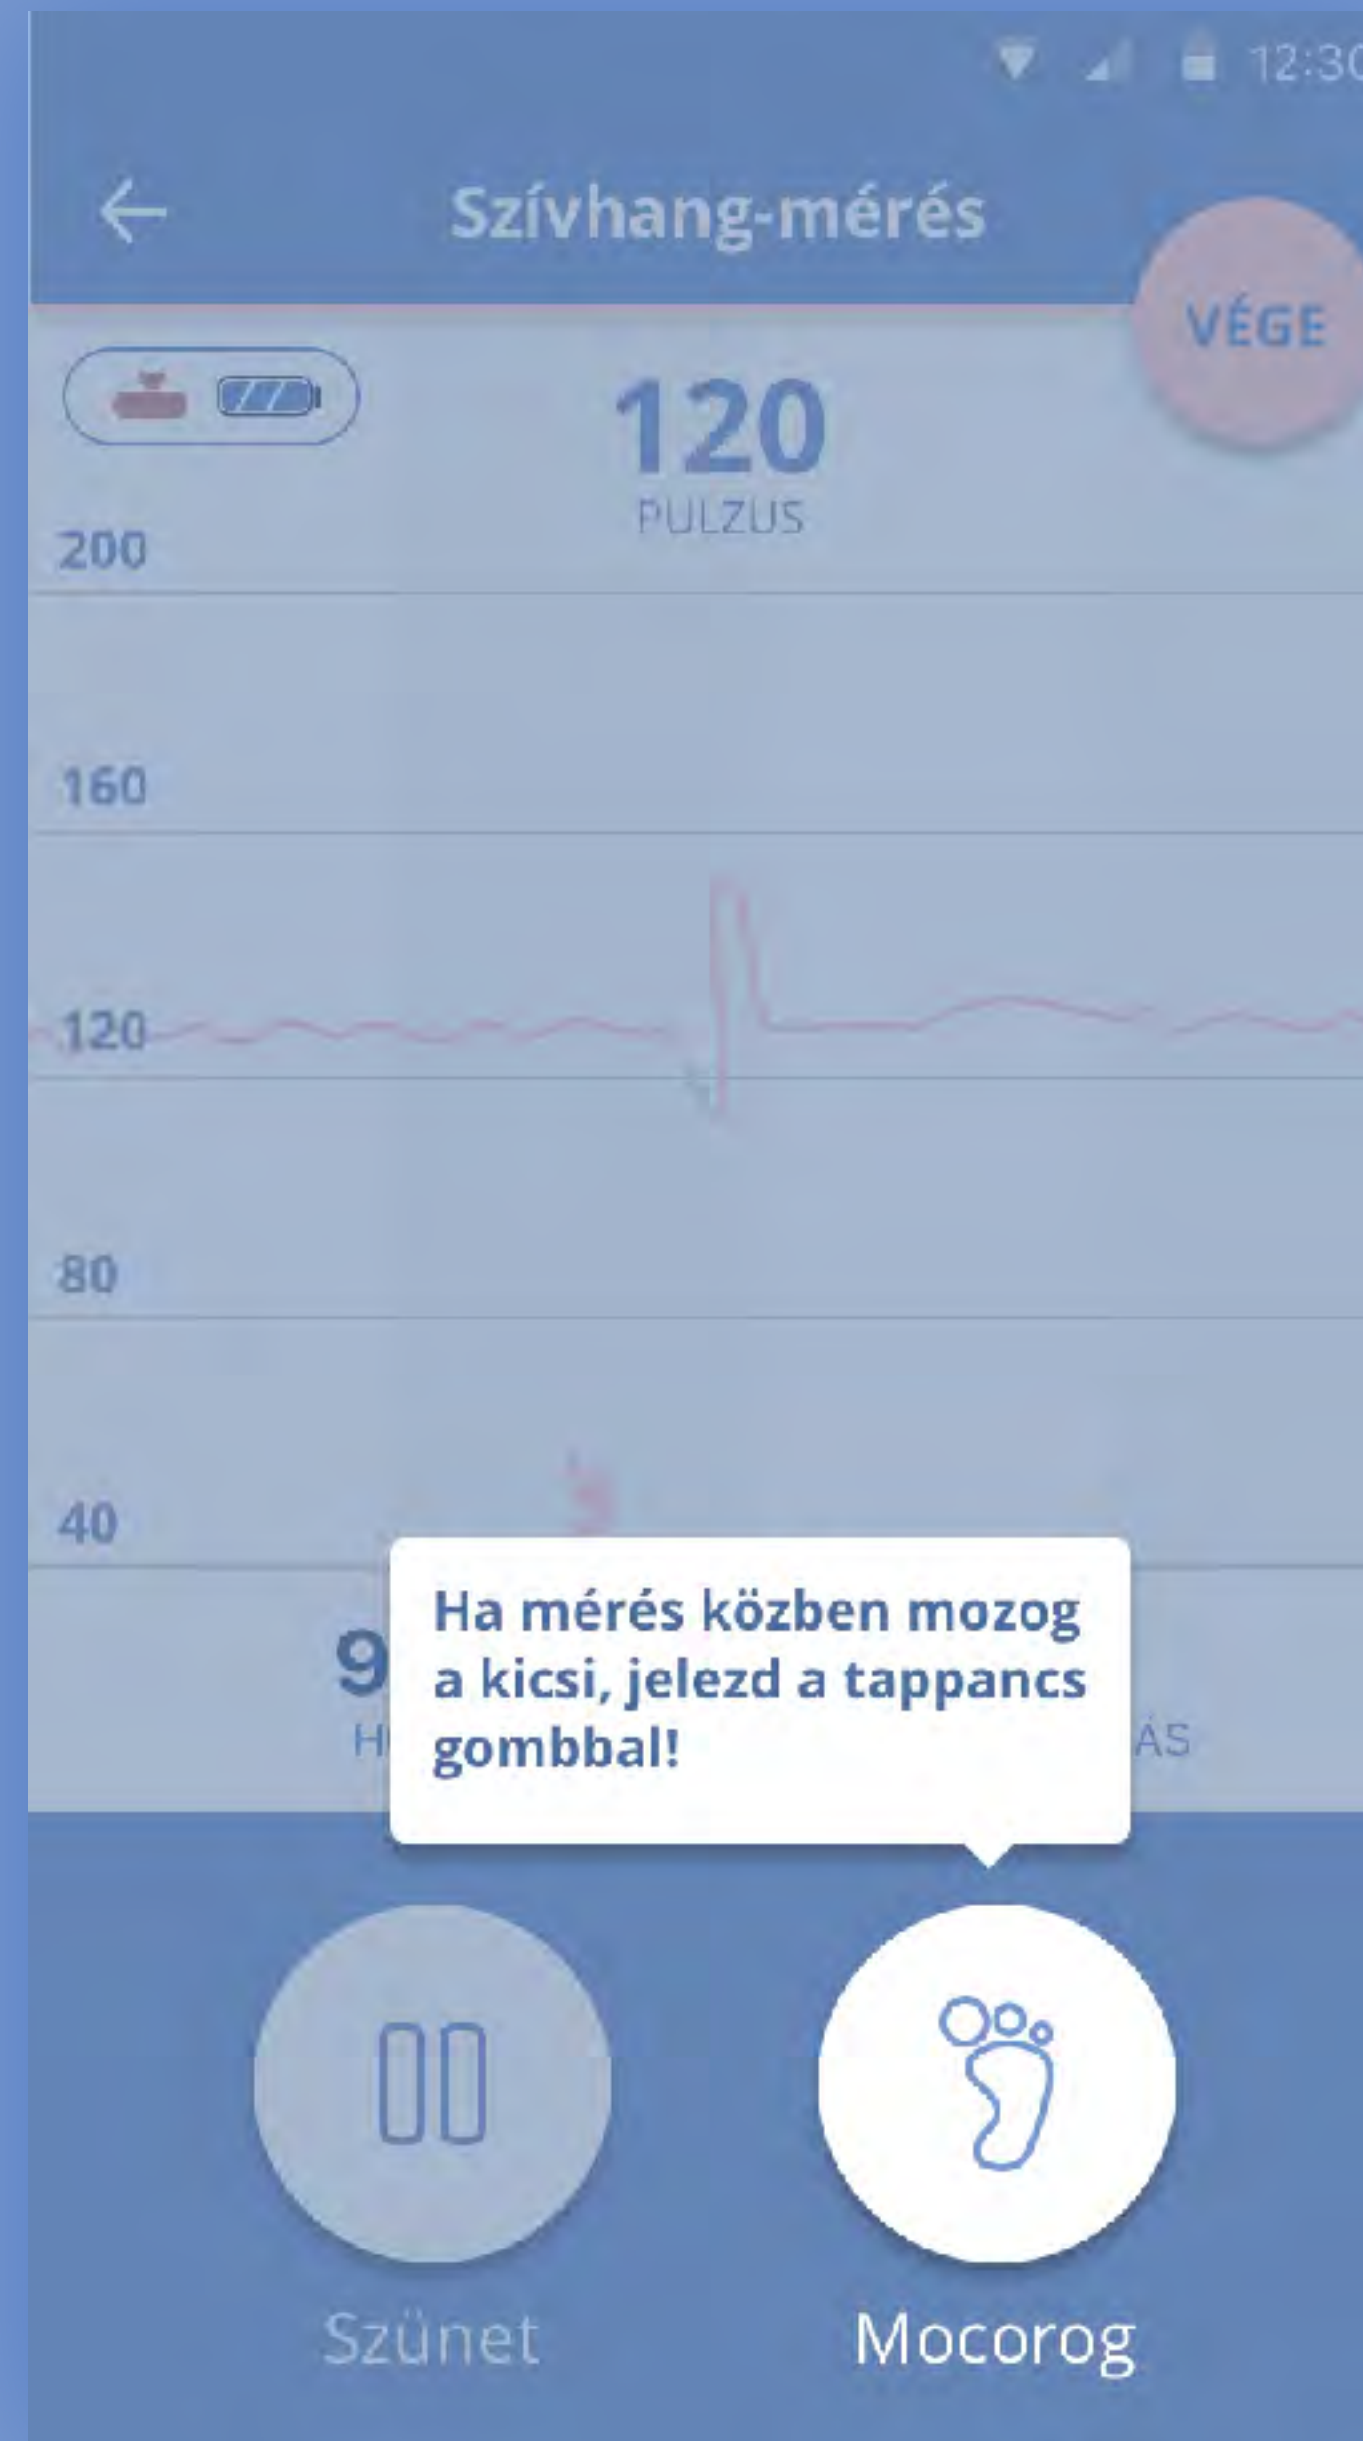 12:30
Szívhang-mérés
VÉGE
120
PULZUS
200
160
120
80
40
Ha mérés közben mozog
a kicsi, jelezd a tappancs
gombbal!
Szünet
Mocorog